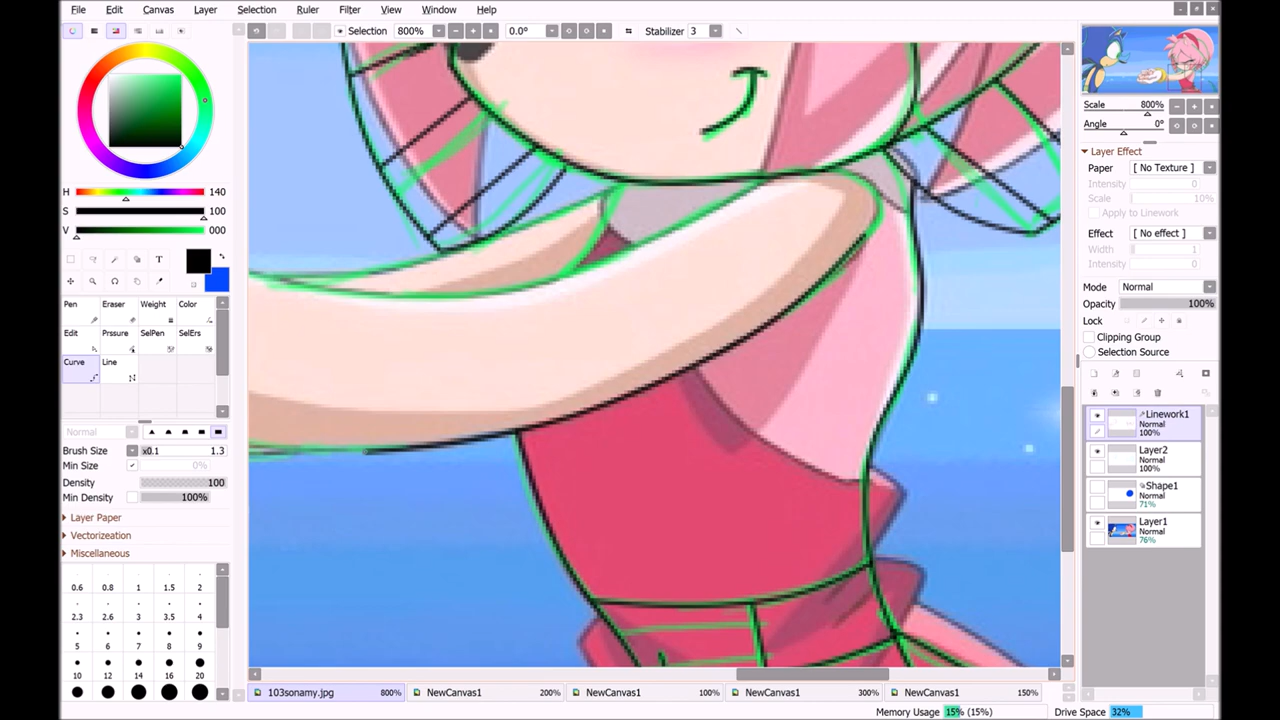 File Edit Canvas Layer Selection Ruler Filter View Window Help
Selection 800% 0.0° Stabilizer 3
H 140
S 100
V 000
T
Pen Eraser Weight Color
Edit Prssure SelPen SelErs
Curve Line
Normal
Brush Size x0.1 1.3
Min Size 0%
Density 100
Min Density 100%
Layer Paper
Vectorization
Miscellaneous
0.6 0.8 1 1.5 2
2.3 2.6 3 3.5 4
5 6 7 8 9
10 12 14 16 20
Scale 800%
Angle 0°
Layer Effect
Paper [ No Texture ]
Intensity 0
Scale 10%
Apply to Linework
Effect [ No effect ]
Width 1
Intensity 0
Mode Normal
Opacity 100%
Lock
Clipping Group
Selection Source
Linework1
Normal
100%
Layer2
Normal
100%
Shape1
Normal
71%
Layer1
Normal
76%
103sonamy.jpg 800% NewCanvas1 200% NewCanvas1 100% NewCanvas1 300% NewCanvas1 150%
Memory Usage 15% (15%) Drive Space 32%